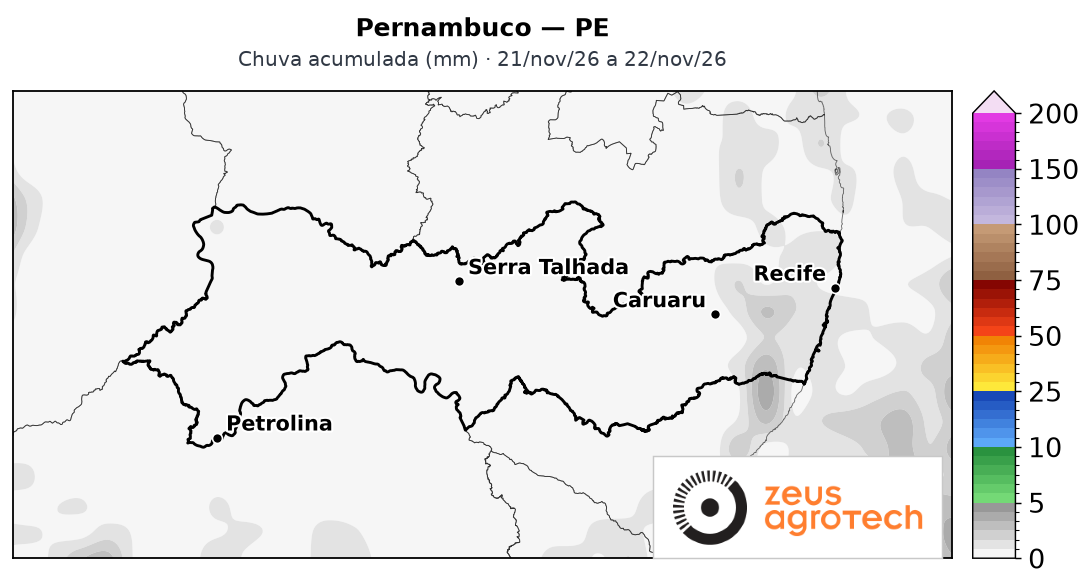 Pernambuco — PE
Chuva acumulada (mm) · 21/nov/26 a 22/nov/26
200
150
100
75
50
25
10
5
0
Serra Talhada
Recife
Caruaru
Petrolina
zeus
agrotech